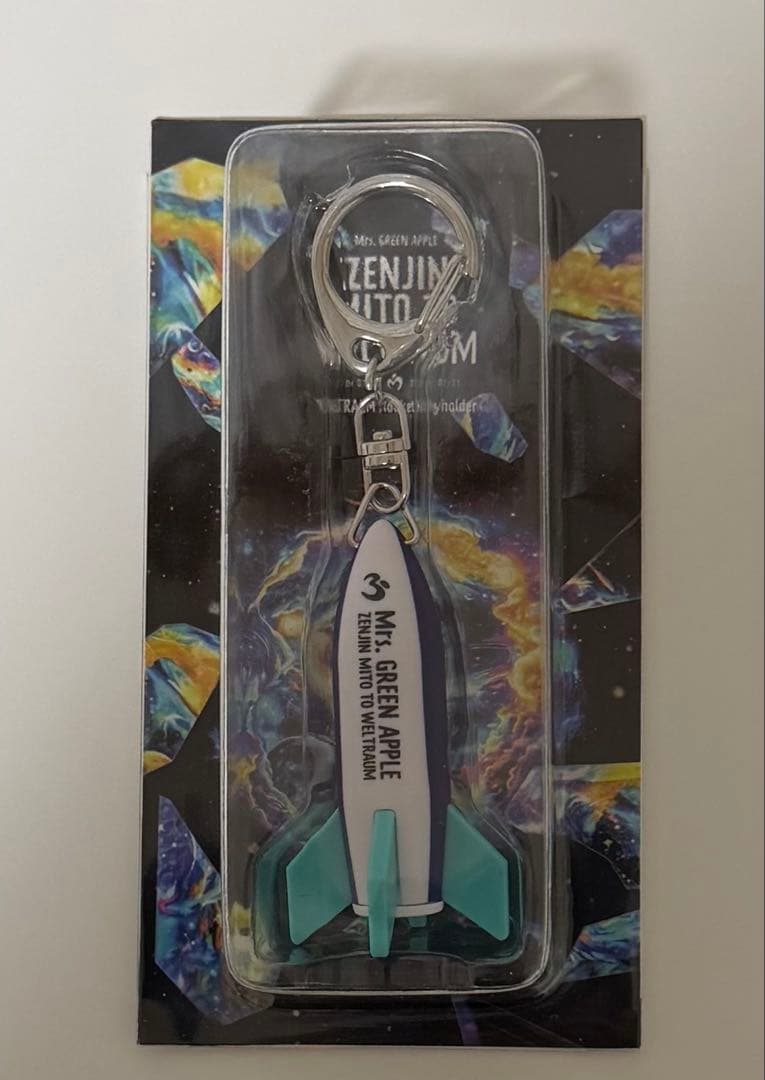 Mrs. GREEN APPLE
ZENJIN
MITO TO
Mrs. GREEN APPLE
ZENJIN MITO TO WELTRAUM